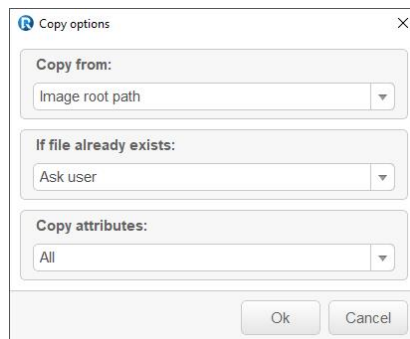 Copy options
Copy from:
Image root path
If file already exists:
Ask user
Copy attributes:
All
Ok
Cancel